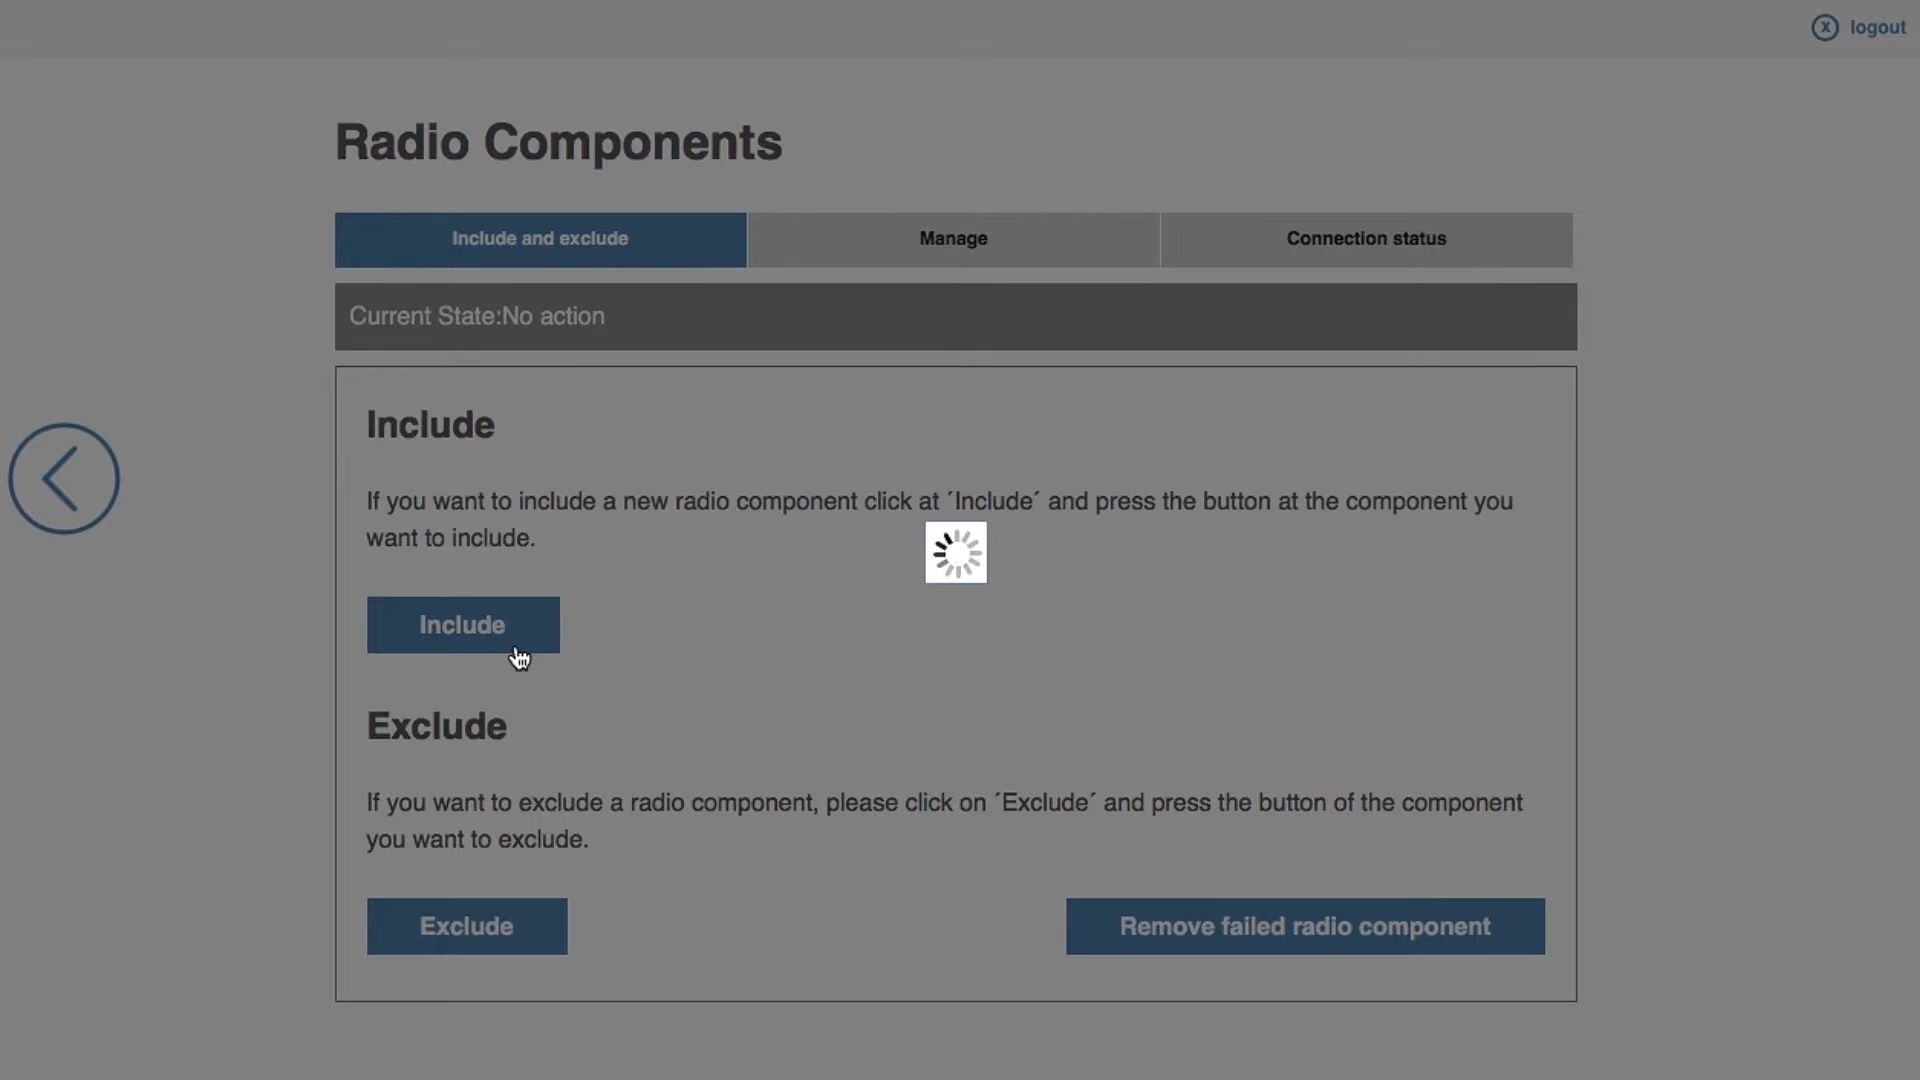 X logout
Radio Components
Include and exclude
Manage
Connection status
Current State:No action
Include
If you want to include a new radio component click at ´Include´ and press the button at the component you
want to include.
Include
Exclude
If you want to exclude a radio component, please click on ´Exclude´ and press the button of the component
you want to exclude.
Exclude
Remove failed radio component